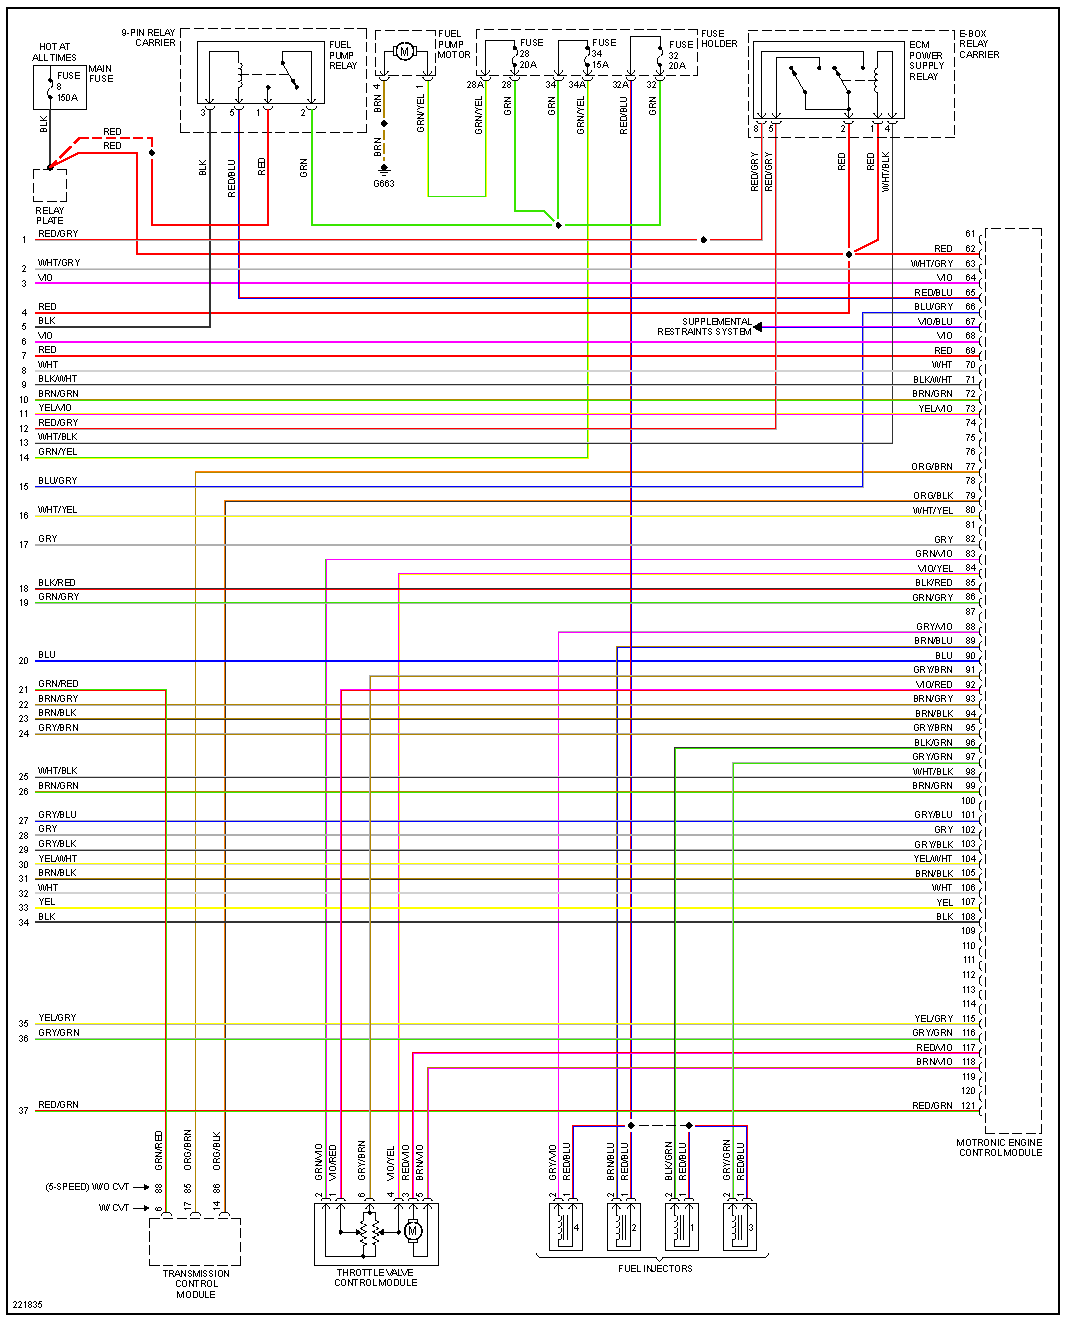 HOT AT
ALL TIMES
FUSE
8
150A
MAIN
FUSE
BLK
RED
RED
RELAY
PLATE
9-PIN RELAY
CARRIER
FUEL
PUMP
RELAY
3
5
1
2
BLK
RED/BLU
RED
GRN
M
FUEL
PUMP
MOTOR
4
1
BRN
BRN
GRN/YEL
G663
FUSE
28
20A
FUSE
34
15A
FUSE
32
20A
FUSE
HOLDER
28A
28
34
34A
32A
32
GRN/YEL
GRN
GRN
GRN/YEL
RED/BLU
GRN
ECM
POWER
SUPPLY
RELAY
E-BOX
RELAY
CARRIER
8
5
2
1
4
RED/GRY
RED/GRY
RED
RED
WHT/BLK
1 RED/GRY
2 WHT/GRY
3 VIO
4 RED
5 BLK
6 VIO
7 RED
8 WHT
9 BLK/WHT
10 BRN/GRN
11 YEL/VIO
12 RED/GRY
13 WHT/BLK
14 GRN/YEL
15 BLU/GRY
16 WHT/YEL
17 GRY
18 BLK/RED
19 GRN/GRY
20 BLU
21 GRN/RED
22 BRN/GRY
23 BRN/BLK
24 GRY/BRN
25 WHT/BLK
26 BRN/GRN
27 GRY/BLU
28 GRY
29 GRY/BLK
30 YEL/WHT
31 BRN/BLK
32 WHT
33 YEL
34 BLK
35 YEL/GRY
36 GRY/GRN
37 RED/GRN
SUPPLEMENTAL
RESTRAINTS SYSTEM
61
RED 62
WHT/GRY 63
VIO 64
RED/BLU 65
BLU/GRY 66
VIO/BLU 67
VIO 68
RED 69
WHT 70
BLK/WHT 71
BRN/GRN 72
YEL/VIO 73
74
75
76
ORG/BRN 77
78
ORG/BLK 79
WHT/YEL 80
81
GRY 82
GRN/VIO 83
VIO/YEL 84
BLK/RED 85
GRN/GRY 86
87
GRY/VIO 88
BRN/BLU 89
BLU 90
GRY/BRN 91
VIO/RED 92
BRN/GRY 93
BRN/BLK 94
GRY/BRN 95
BLK/GRN 96
GRY/GRN 97
WHT/BLK 98
BRN/GRN 99
100
GRY/BLU 101
GRY 102
GRY/BLK 103
YEL/WHT 104
BRN/BLK 105
WHT 106
YEL 107
BLK 108
109
110
111
112
113
114
YEL/GRY 115
GRY/GRN 116
RED/VIO 117
BRN/VIO 118
119
120
RED/GRN 121
MOTRONIC ENGINE
CONTROL MODULE
GRN/RED
ORG/BRN
ORG/BLK
(5-SPEED) W/O CVT 88 85 86
W/ CVT 6 17 14
TRANSMISSION
CONTROL
MODULE
GRN/VIO
VIO/RED
GRY/BRN
VIO/YEL
RED/VIO
BRN/VIO
2
1
6
4
3
5
M
THROTTLE VALVE
CONTROL MODULE
GRY/VIO
RED/BLU
BRN/BLU
RED/BLU
BLK/GRN
RED/BLU
GRY/GRN
RED/BLU
2
1
2
1
2
1
2
1
4
2
1
3
FUEL INJECTORS
221835